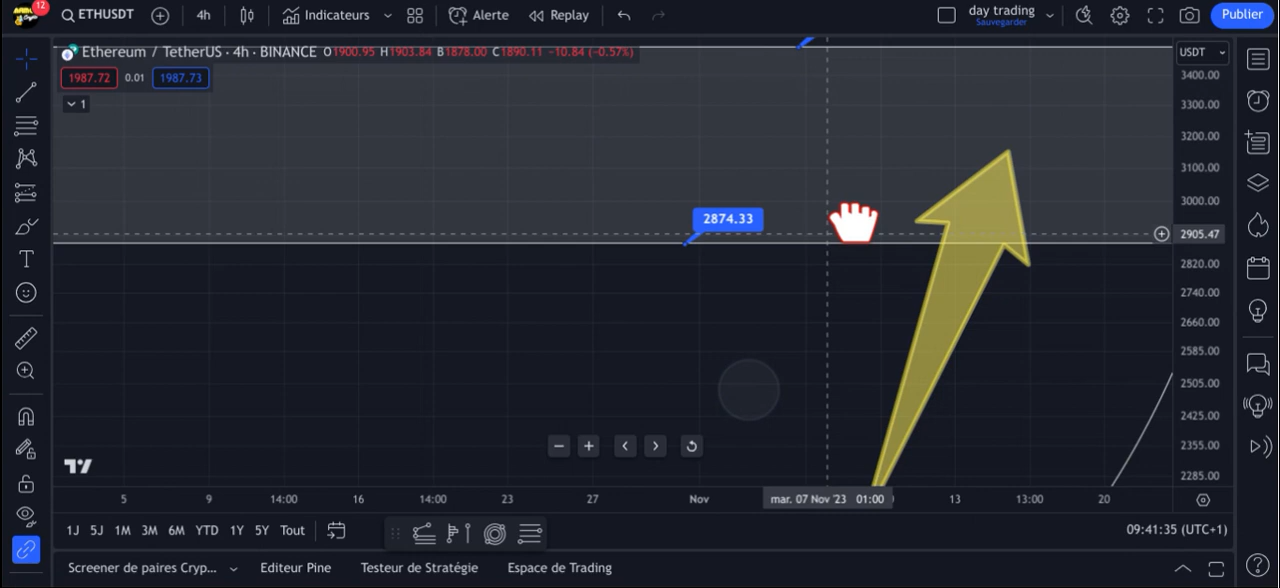 12
ETHUSDT 4h Indicateurs Alerte Replay day trading Publier
Sauvegarder
Ethereum / TetherUS · 4h · BINANCE O1900.95 H1903.84 B1878.00 C1890.11 -10.84 (-0.57%) USDT
1987.72 0.01 1987.73
1
3400.00
3300.00
3200.00
3100.00
3000.00
2874.33
2905.47
2820.00
2740.00
2660.00
2585.00
2505.00
2425.00
2355.00
2285.00
5 9 14:00 16 14:00 23 27 Nov mar. 07 Nov '23 01:00 13 13:00 20
1J 5J 1M 3M 6M YTD 1Y 5Y Tout 09:41:35 (UTC+1)
Screener de paires Cryp... Editeur Pine Testeur de Stratégie Espace de Trading